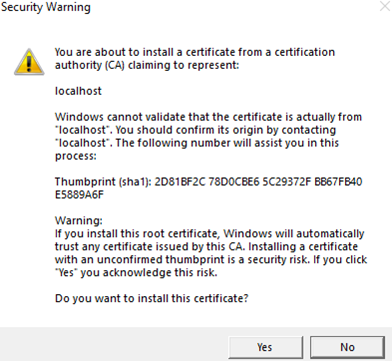 Security Warning
You are about to install a certificate from a certification
authority (CA) claiming to represent:
localhost
Windows cannot validate that the certificate is actually from
"localhost". You should confirm its origin by contacting
"localhost". The following number will assist you in this
process:
Thumbprint (sha1): 2D81BF2C 78D0CBE6 5C29372F BB67FB40
E5889A6F
Warning:
If you install this root certificate, Windows will automatically
trust any certificate issued by this CA. Installing a certificate
with an unconfirmed thumbprint is a security risk. If you click
"Yes" you acknowledge this risk.
Do you want to install this certificate?
Yes
No